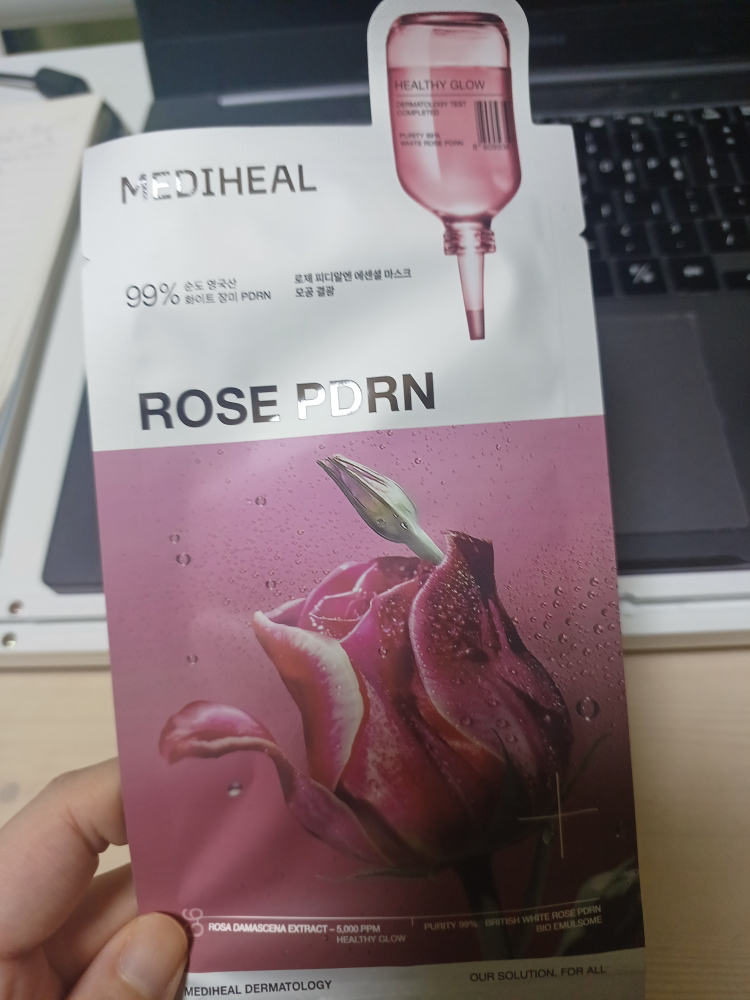 HEALTHY GLOW
DERMATOLOGY TEST
COMPLETED
PURITY 99%
WHITE ROSE PDRN
MEDIHEAL
99% 순도 영국산
화이트 장미 PDRN
로제 피디알엔 에센셜 마스크
모공 결광
ROSE PDRN
ROSA DAMASCENA EXTRACT – 5,000 PPM
HEALTHY GLOW
PURITY 99% BRITISH WHITE ROSE PDRN
BIO EMULSOME
MEDIHEAL DERMATOLOGY
OUR SOLUTION, FOR ALL